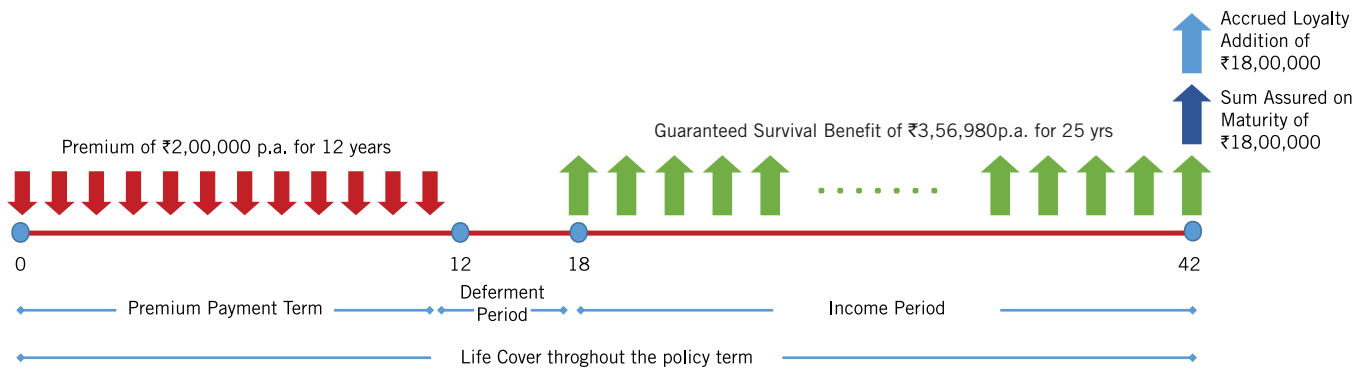 Accrued Loyalty
Addition of
₹18,00,000
Sum Assured on
Maturity of
₹18,00,000
Guaranteed Survival Benefit of ₹3,56,980p.a. for 25 yrs
Premium of ₹2,00,000 p.a. for 12 years
0
12
18
42
Premium Payment Term
Deferment
Period
Income Period
Life Cover throghout the policy term